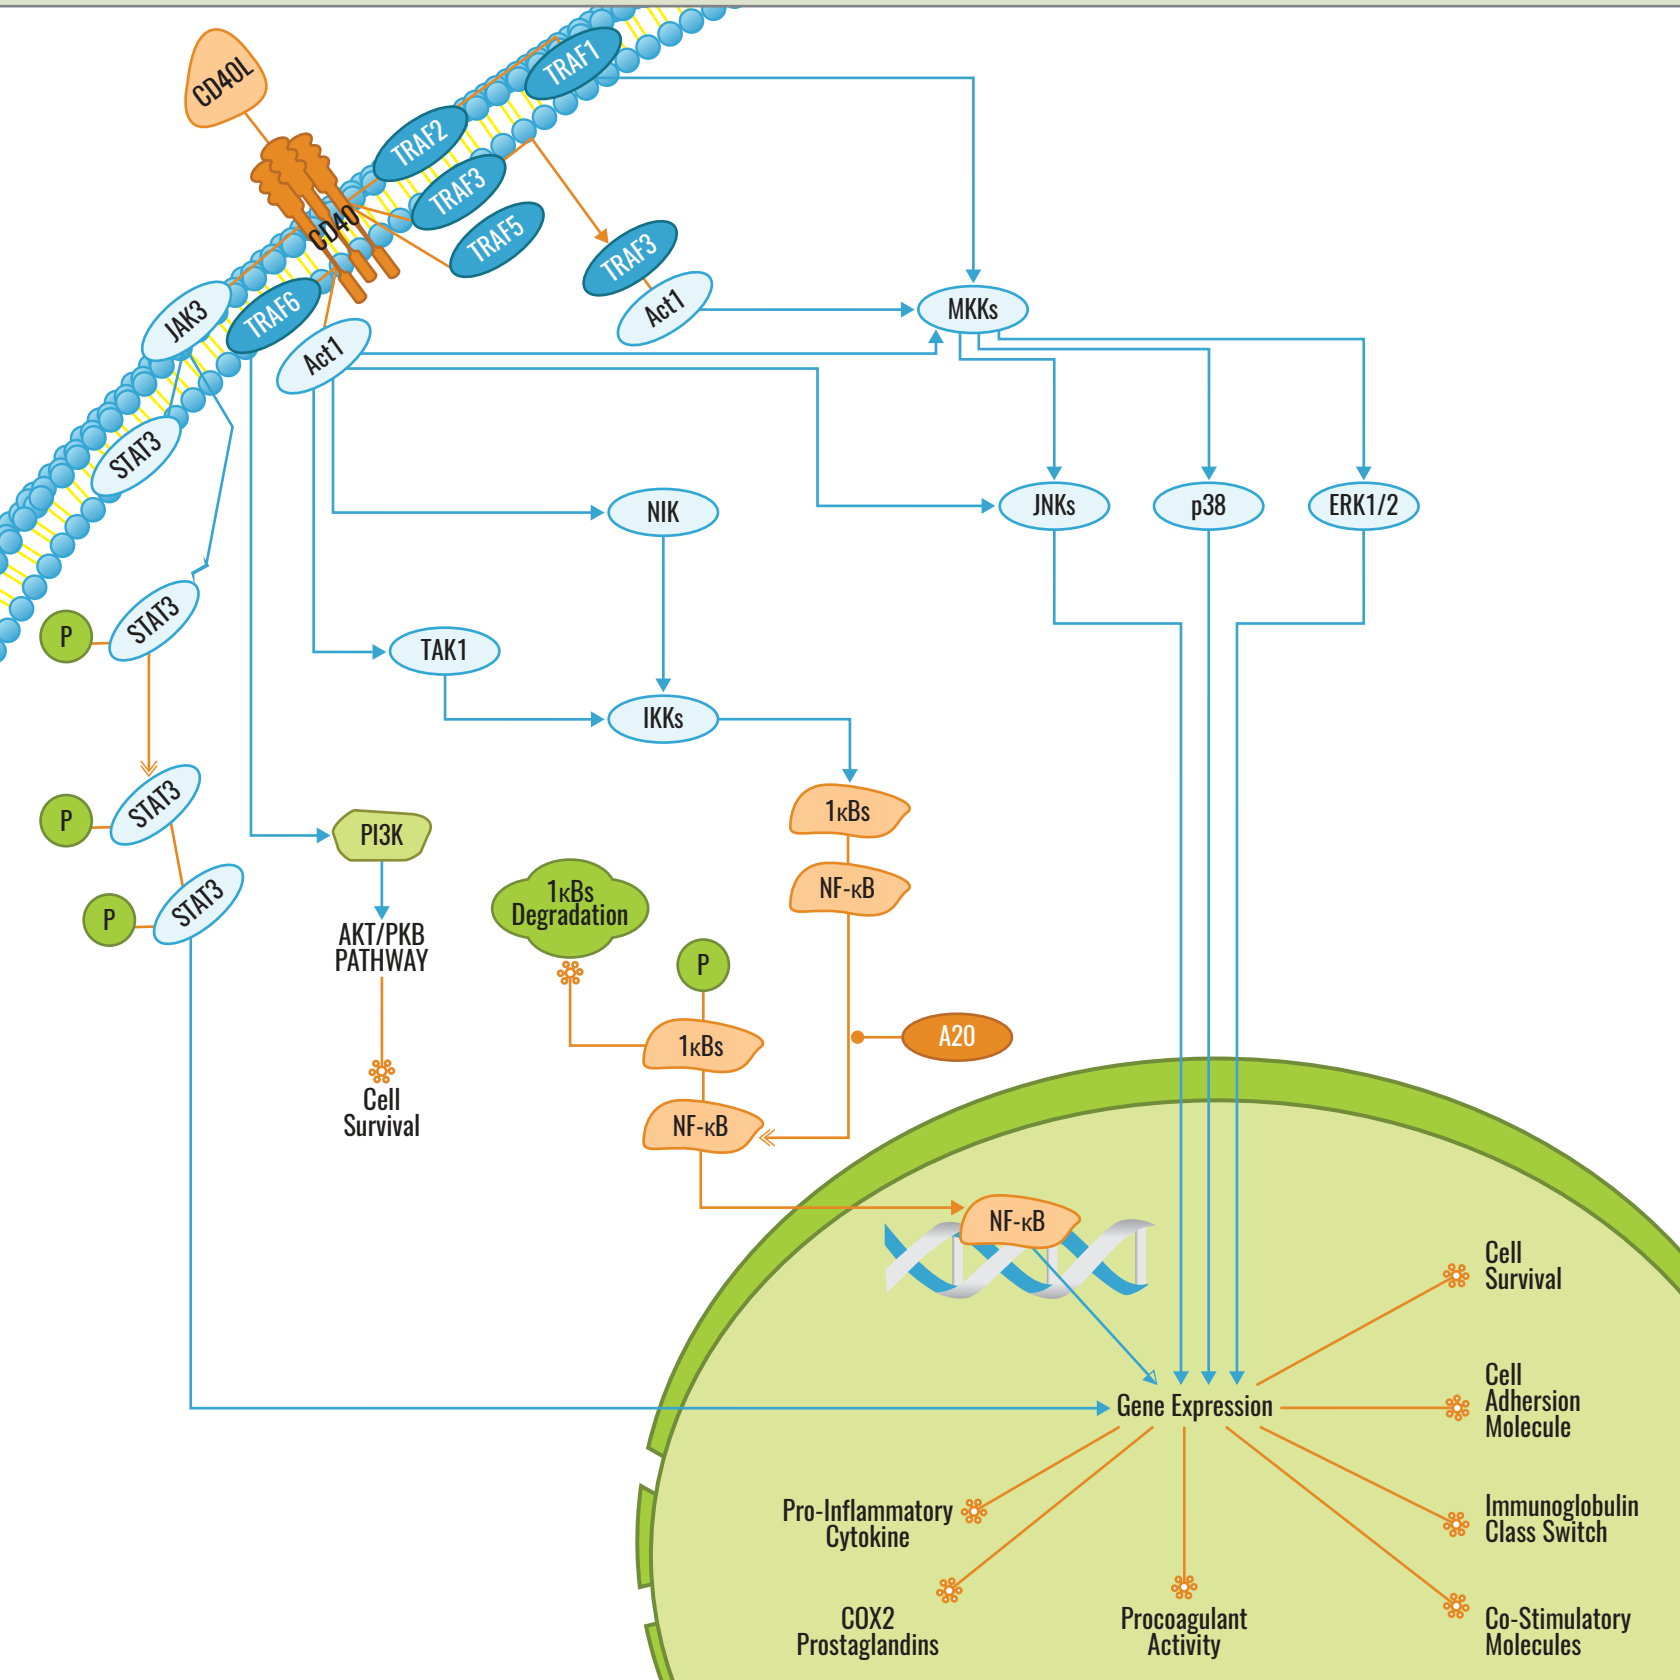 CD40L
TRAF1
TRAF2
TRAF3
CD40
TRAF5
TRAF3
Act1
MKKs
JAK3
TRAF6
Act1
STAT3
NIK
JNKs
p38
ERK1/2
P
STAT3
TAK1
IKKs
P
STAT3
PI3K
1κBs
NF-κB
P
STAT3
1κBs
Degradation
AKT/PKB
PATHWAY
P
1κBs
A20
Cell
Survival
NF-κB
NF-κB
Cell
Survival
Gene Expression
Cell
Adhersion
Molecule
Pro-Inflammatory
Cytokine
Immunoglobulin
Class Switch
COX2
Prostaglandins
Procoagulant
Activity
Co-Stimulatory
Molecules